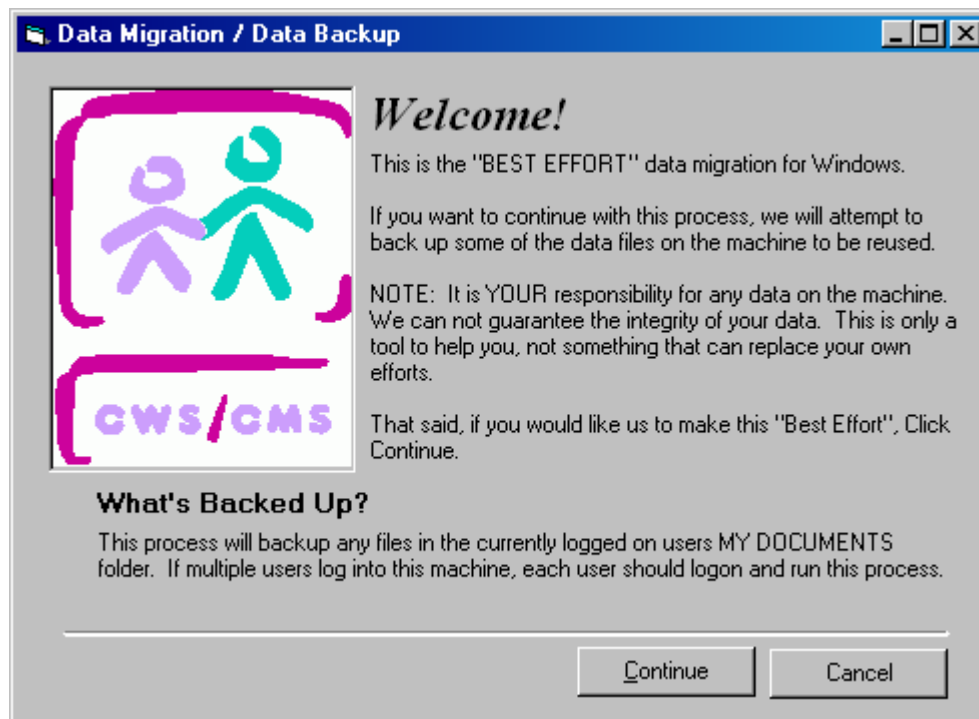 Data Migration / Data Backup
Welcome!
This is the "BEST EFFORT" data migration for Windows.
If you want to continue with this process, we will attempt to
back up some of the data files on the machine to be reused.
NOTE:  It is YOUR responsibility for any data on the machine.
We can not guarantee the integrity of your data.  This is only a
tool to help you, not something that can replace your own
efforts.
That said, if you would like us to make this "Best Effort", Click
Continue.
CWS/CMS
What's Backed Up?
This process will backup any files in the currently logged on users MY DOCUMENTS
folder.  If multiple users log into this machine, each user should logon and run this process.
Continue
Cancel